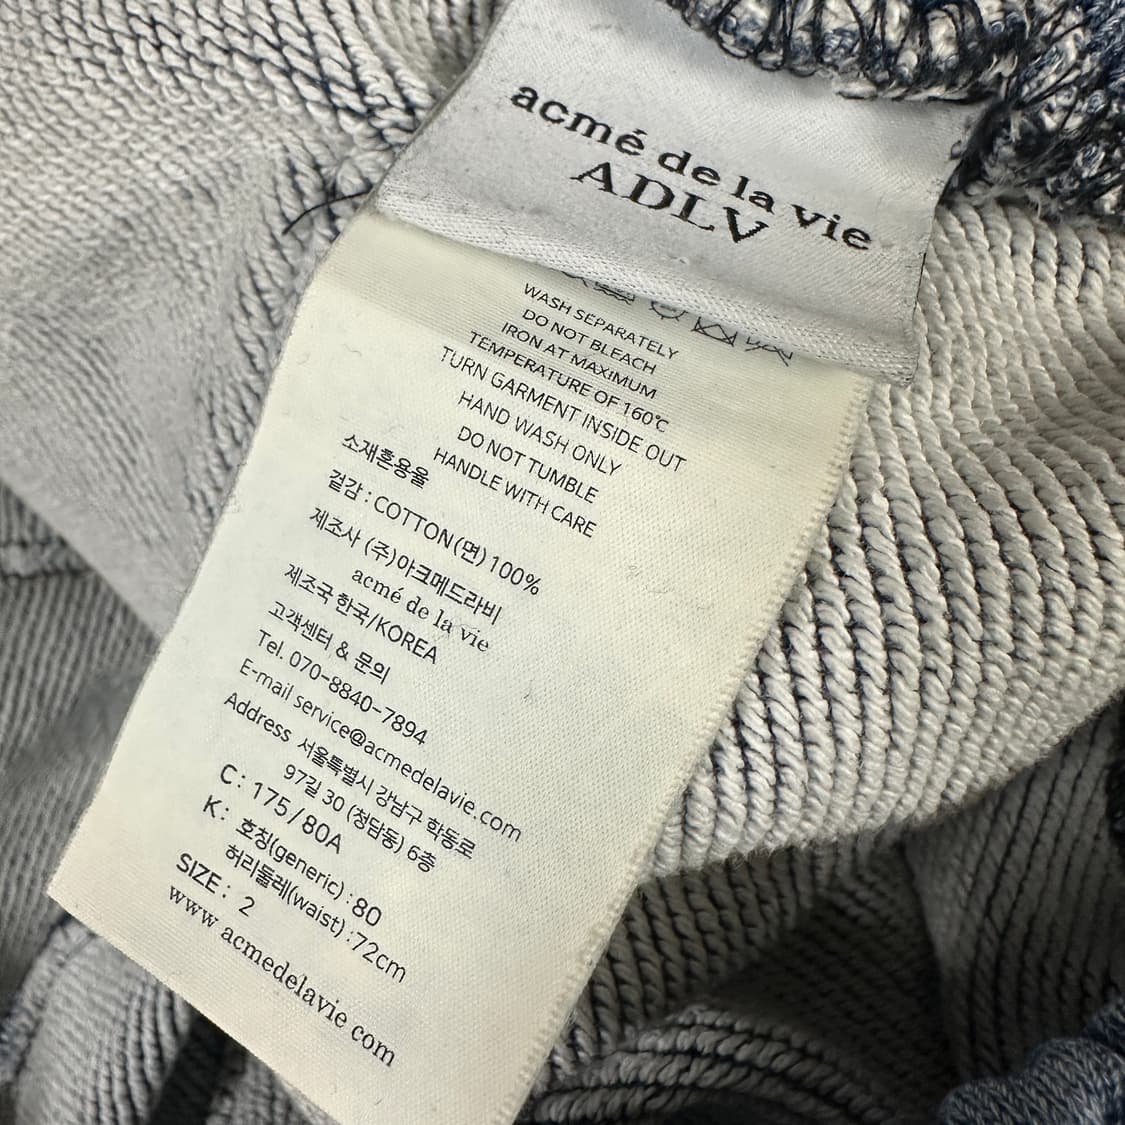 acmé de la vie
ADLV
WASH SEPARATELY
DO NOT BLEACH
IRON AT MAXIMUM
TEMPERATURE OF 160℃
TURN GARMENT INSIDE OUT
HAND WASH ONLY
DO NOT TUMBLE
HANDLE WITH CARE
소재혼용율
겉감 : COTTON(면)100%
제조사 (주)아크메드라비
acmé de la vie
제조국 한국/KOREA
고객센터 & 문의
Tel. 070-8840-7894
E-mail service@acmedelavie.com
Address 서울특별시 강남구 학동로
97길 30 (청담동) 6층
C: 175/80A
K: 호칭(generic) :80
허리둘레(waist) :72cm
SIZE : 2
www acmedelavie com